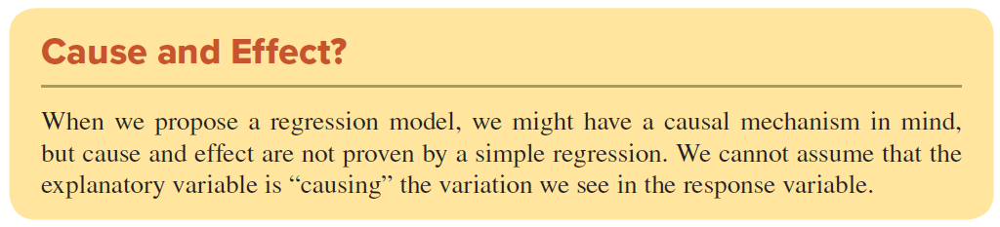 Cause and Effect?
When we propose a regression model, we might have a causal mechanism in mind,
but cause and effect are not proven by a simple regression. We cannot assume that the
explanatory variable is “causing” the variation we see in the response variable.